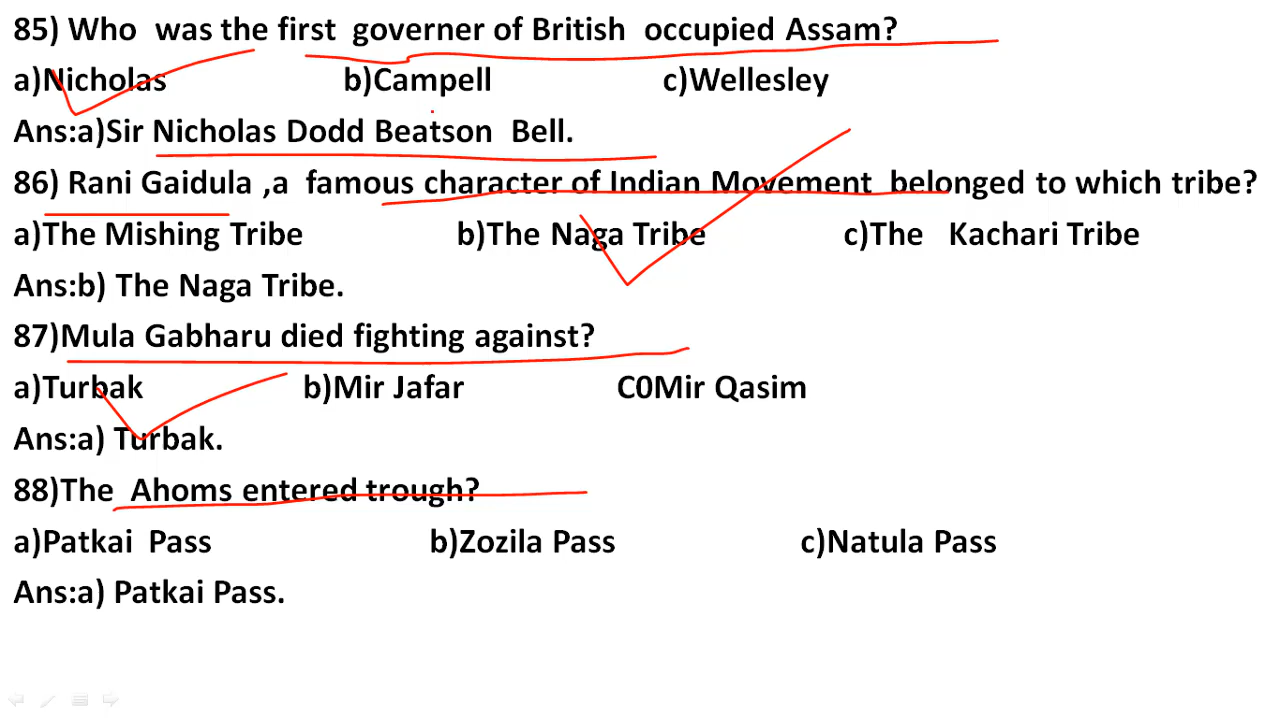 85) Who was the first governer of British occupied Assam?
a)Nicholas b)Campell c)Wellesley
Ans:a)Sir Nicholas Dodd Beatson Bell.
86) Rani Gaidula ,a famous character of Indian Movement belonged to which tribe?
a)The Mishing Tribe b)The Naga Tribe c)The Kachari Tribe
Ans:b) The Naga Tribe.
87)Mula Gabharu died fighting against?
a)Turbak b)Mir Jafar C0Mir Qasim
Ans:a) Turbak.
88)The Ahoms entered trough?
a)Patkai Pass b)Zozila Pass c)Natula Pass
Ans:a) Patkai Pass.